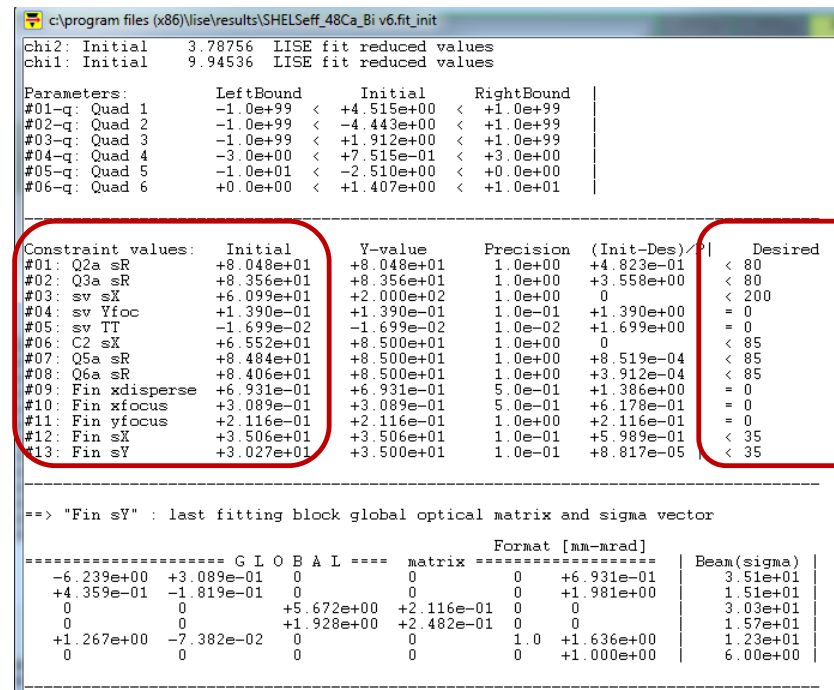 c:\program files (x86)\lise\results\SHELSeff_48Ca_Bi v6.fit_init
chi2: Initial 3.78756 LISE fit reduced values
chi1: Initial 9.94536 LISE fit reduced values
Parameters: LeftBound Initial RightBound |
#01-q: Quad 1 -1.0e+99 < +4.515e+00 < +1.0e+99 |
#02-q: Quad 2 -1.0e+99 < -4.443e+00 < +1.0e+99 |
#03-q: Quad 3 -1.0e+99 < +1.912e+00 < +1.0e+99 |
#04-q: Quad 4 -3.0e+00 < +7.515e-01 < +3.0e+00 |
#05-q: Quad 5 -1.0e+01 < -2.510e+00 < +0.0e+00 |
#06-q: Quad 6 +0.0e+00 < +1.407e+00 < +1.0e+01 |
Constraint values: Initial Y-value Precision (Init-Des)/P| Desired
#01: Q2a sR +8.048e+01 +8.048e+01 1.0e+00 +4.823e-01 < 80
#02: Q3a sR +8.356e+01 +8.356e+01 1.0e+00 +3.558e+00 < 80
#03: sv sX +6.099e+01 +2.000e+02 1.0e+00 0 < 200
#04: sv Yfoc +1.390e-01 +1.390e-01 1.0e-01 +1.390e+00 = 0
#05: sv TT -1.699e-02 -1.699e-02 1.0e-02 +1.699e+00 = 0
#06: C2 sX +6.552e+01 +8.500e+01 1.0e+00 0 < 85
#07: Q5a sR +8.484e+01 +8.500e+01 1.0e+00 +8.519e-04 < 85
#08: Q6a sR +8.406e+01 +8.500e+01 1.0e+00 +3.912e-04 < 85
#09: Fin xdisperse +6.931e-01 +6.931e-01 5.0e-01 +1.386e+00 = 0
#10: Fin xfocus +3.089e-01 +3.089e-01 5.0e-01 +6.178e-01 = 0
#11: Fin yfocus +2.116e-01 +2.116e-01 1.0e+00 +2.116e-01 = 0
#12: Fin sX +3.506e+01 +3.506e+01 1.0e-01 +5.989e-01 < 35
#13: Fin sY +3.027e+01 +3.500e+01 1.0e-01 +8.817e-05 | < 35
==> "Fin sY" : last fitting block global optical matrix and sigma vector
Format [mm-mrad]
===================== G L O B A L ==== matrix =================== | Beam(sigma) |
-6.239e+00 +3.089e-01 0 0 0 +6.931e-01 | 3.51e+01 |
+4.359e-01 -1.819e-01 0 0 0 +1.981e+00 | 1.51e+01 |
0 0 +5.672e+00 +2.116e-01 0 0 | 3.03e+01 |
0 0 +1.928e+00 +2.482e-01 0 0 | 1.57e+01 |
+1.267e+00 -7.382e-02 0 0 1.0 +1.636e+00 | 1.23e+01 |
0 0 0 0 0 +1.000e+00 | 6.00e+00 |